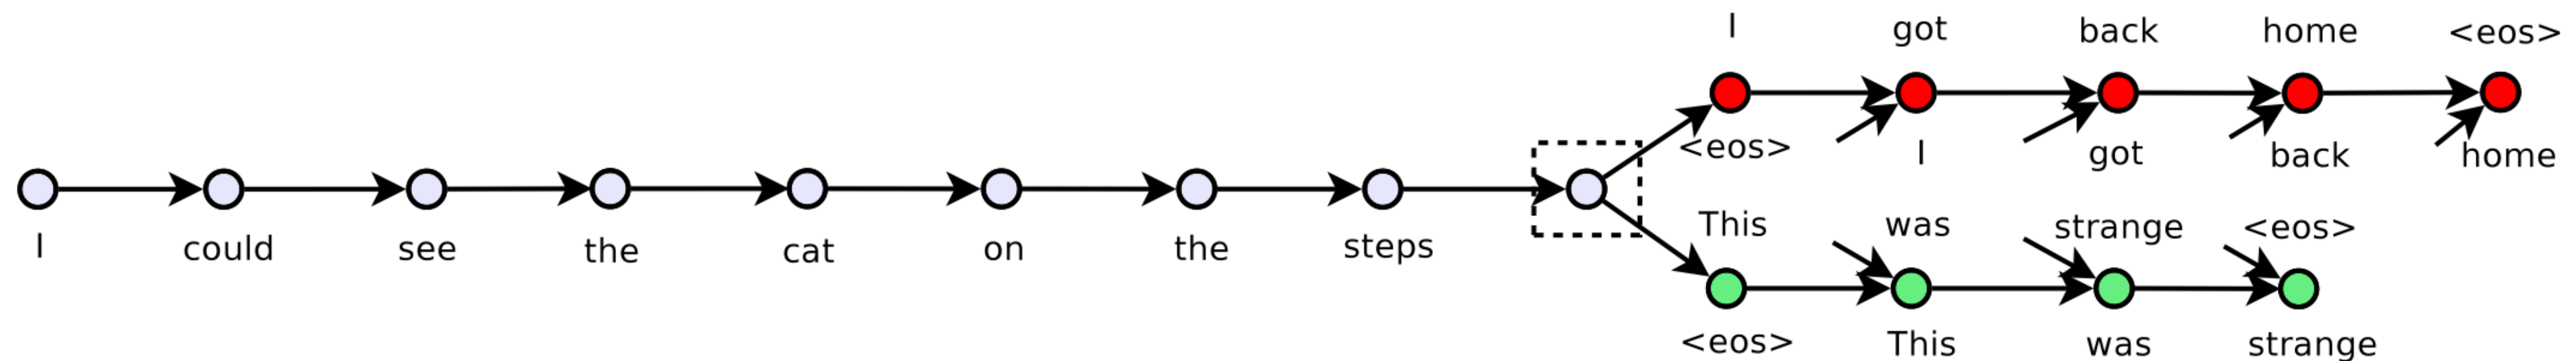 I got back home <eos>
<eos> I got back home
I could see the cat on the steps
This was strange <eos>
<eos> This was strange